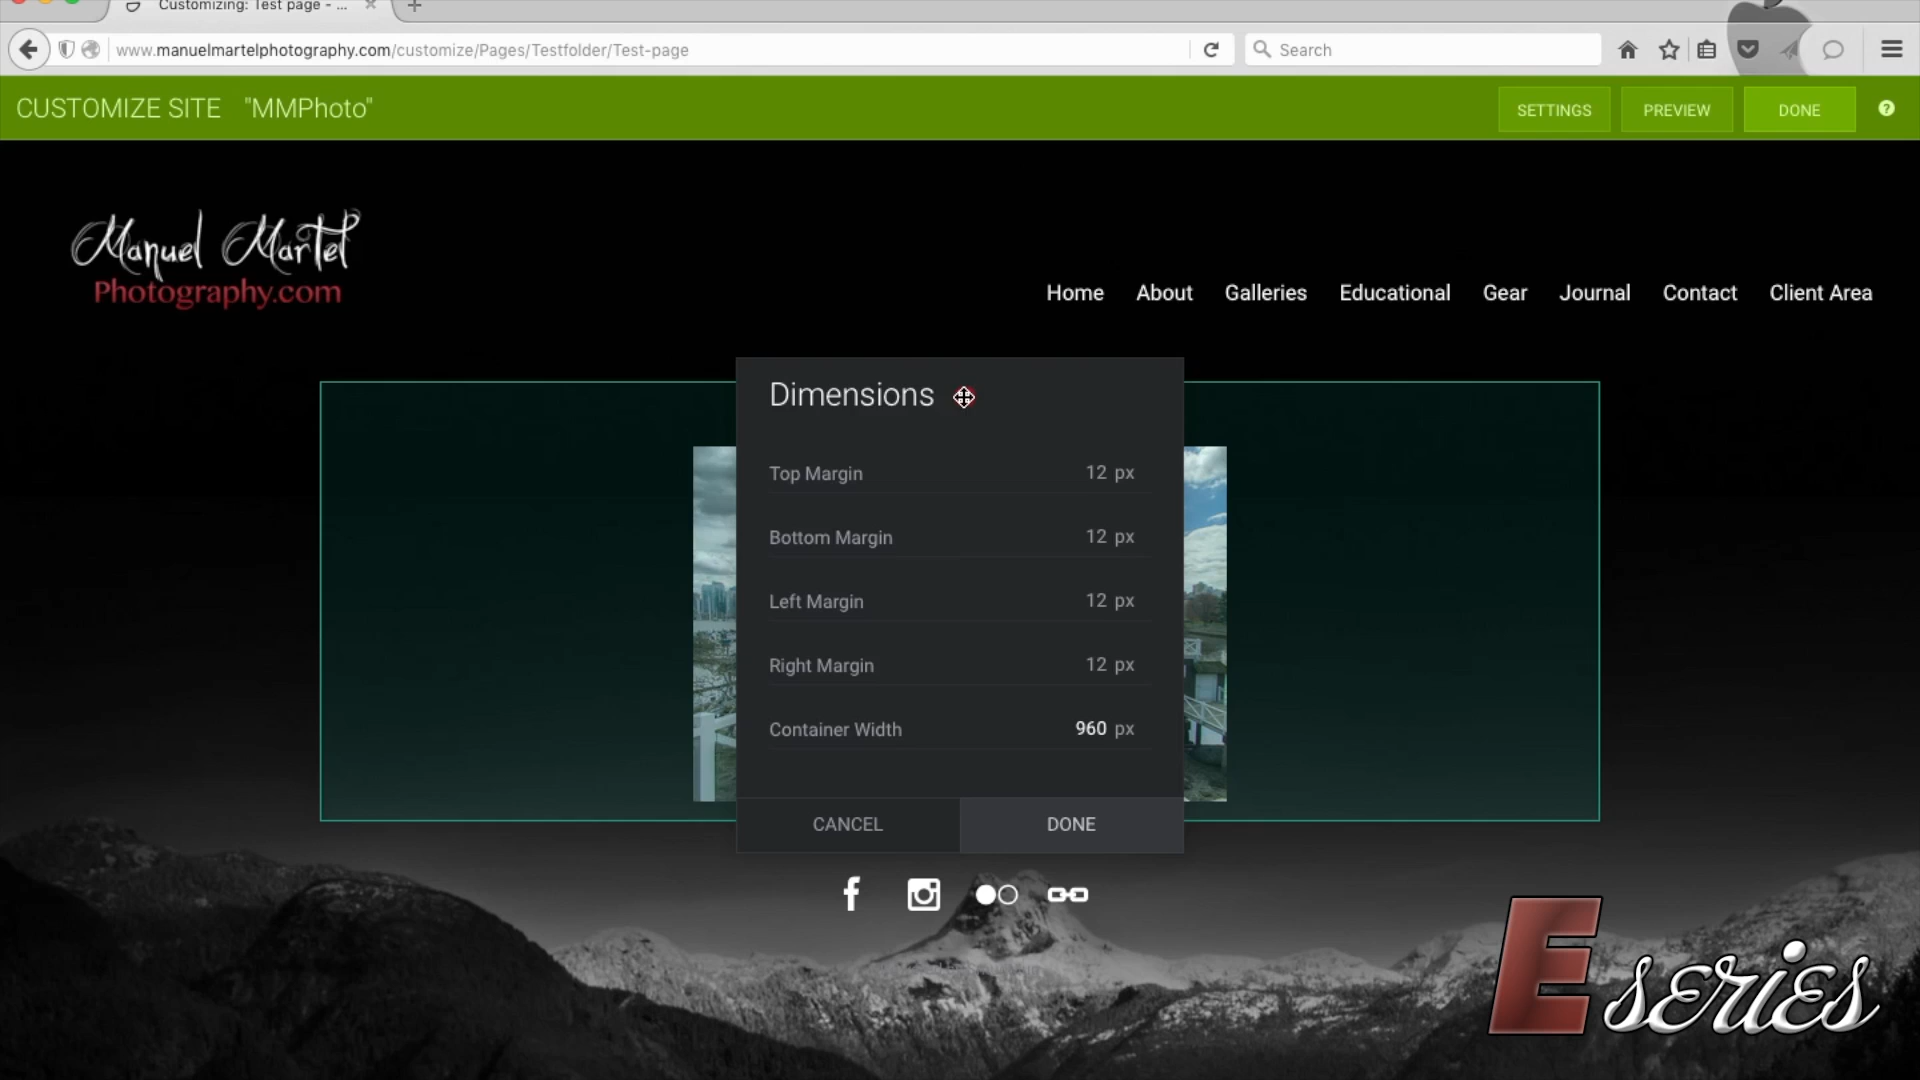 Customizing: Test page - ...
www.manuelmartelphotography.com/customize/Pages/Testfolder/Test-page
Search
CUSTOMIZE SITE "MMPhoto"
SETTINGS
PREVIEW
DONE
?
Manuel Martel
Photography.com
Home
About
Galleries
Educational
Gear
Journal
Contact
Client Area
Dimensions
Top Margin 12 px
Bottom Margin 12 px
Left Margin 12 px
Right Margin 12 px
Container Width 960 px
CANCEL
DONE
E series